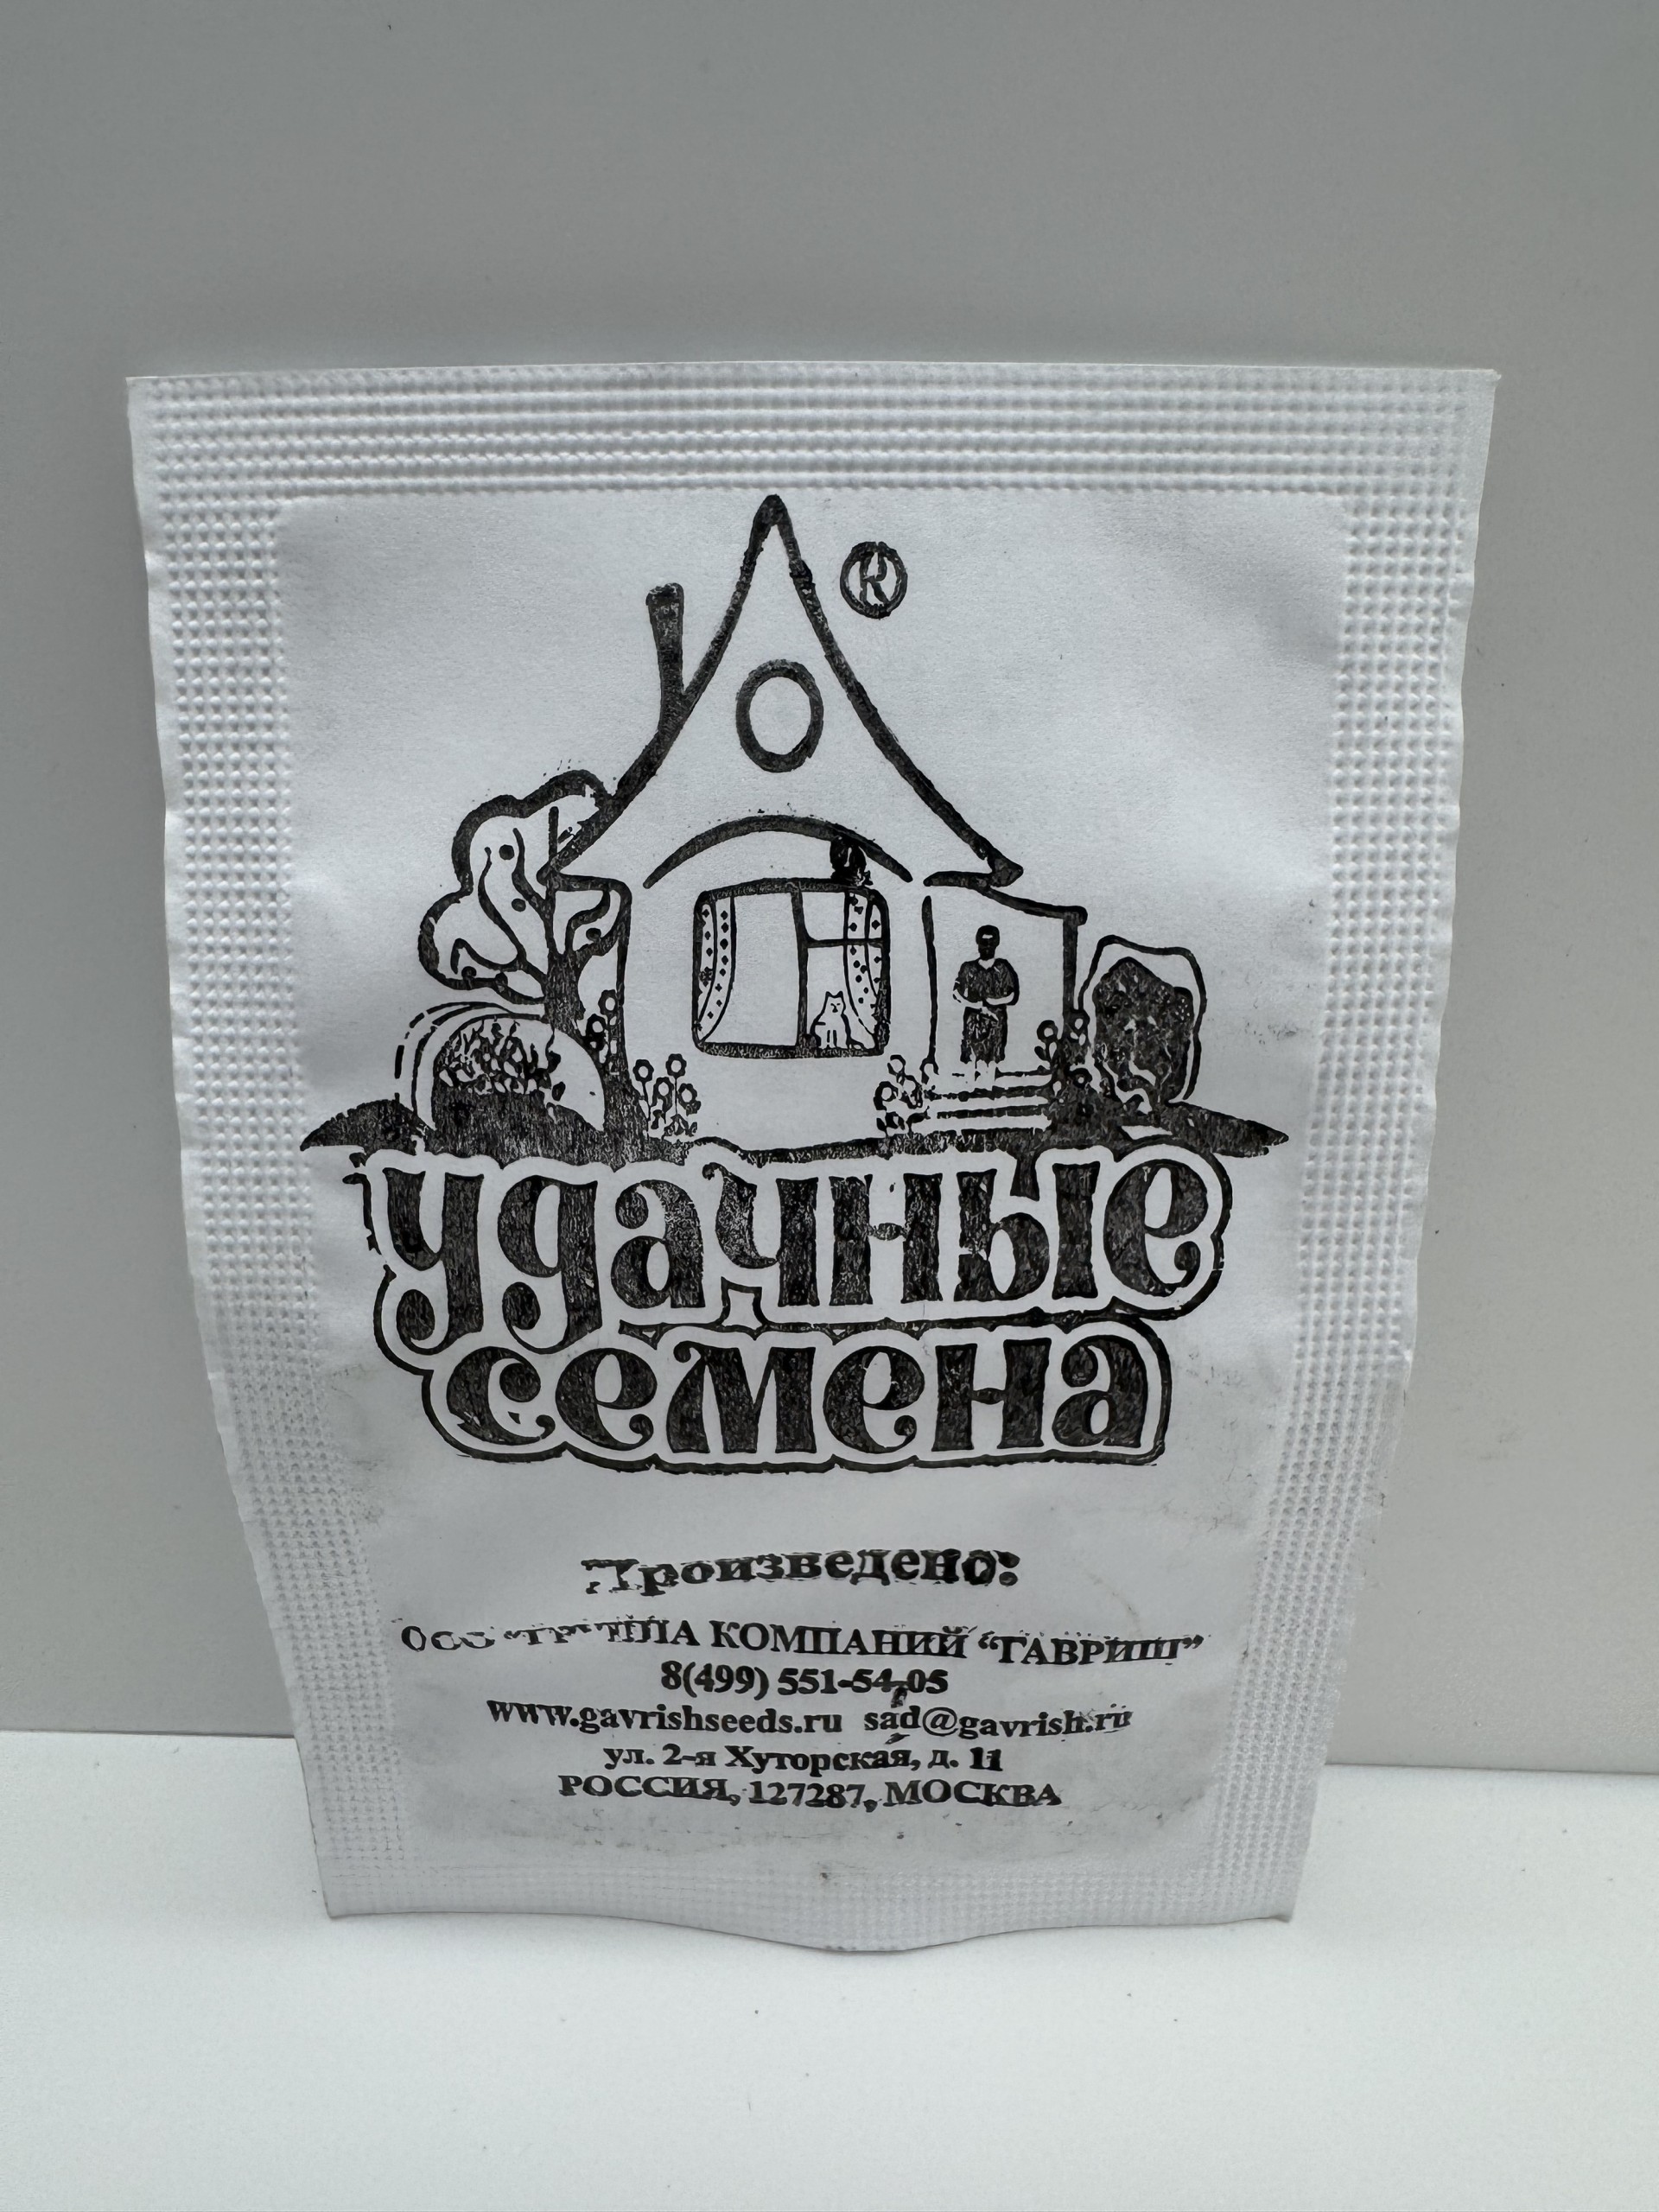 ®
удачные
семена
Произведено:
ООО "ГРУППА КОМПАНИЙ “ГАВРИШ”
8(499) 551-54-05
www.gavrishseeds.ru sad@gavrish.ru
ул. 2-я Хуторская, д. 11
РОССИЯ, 127287, МОСКВА